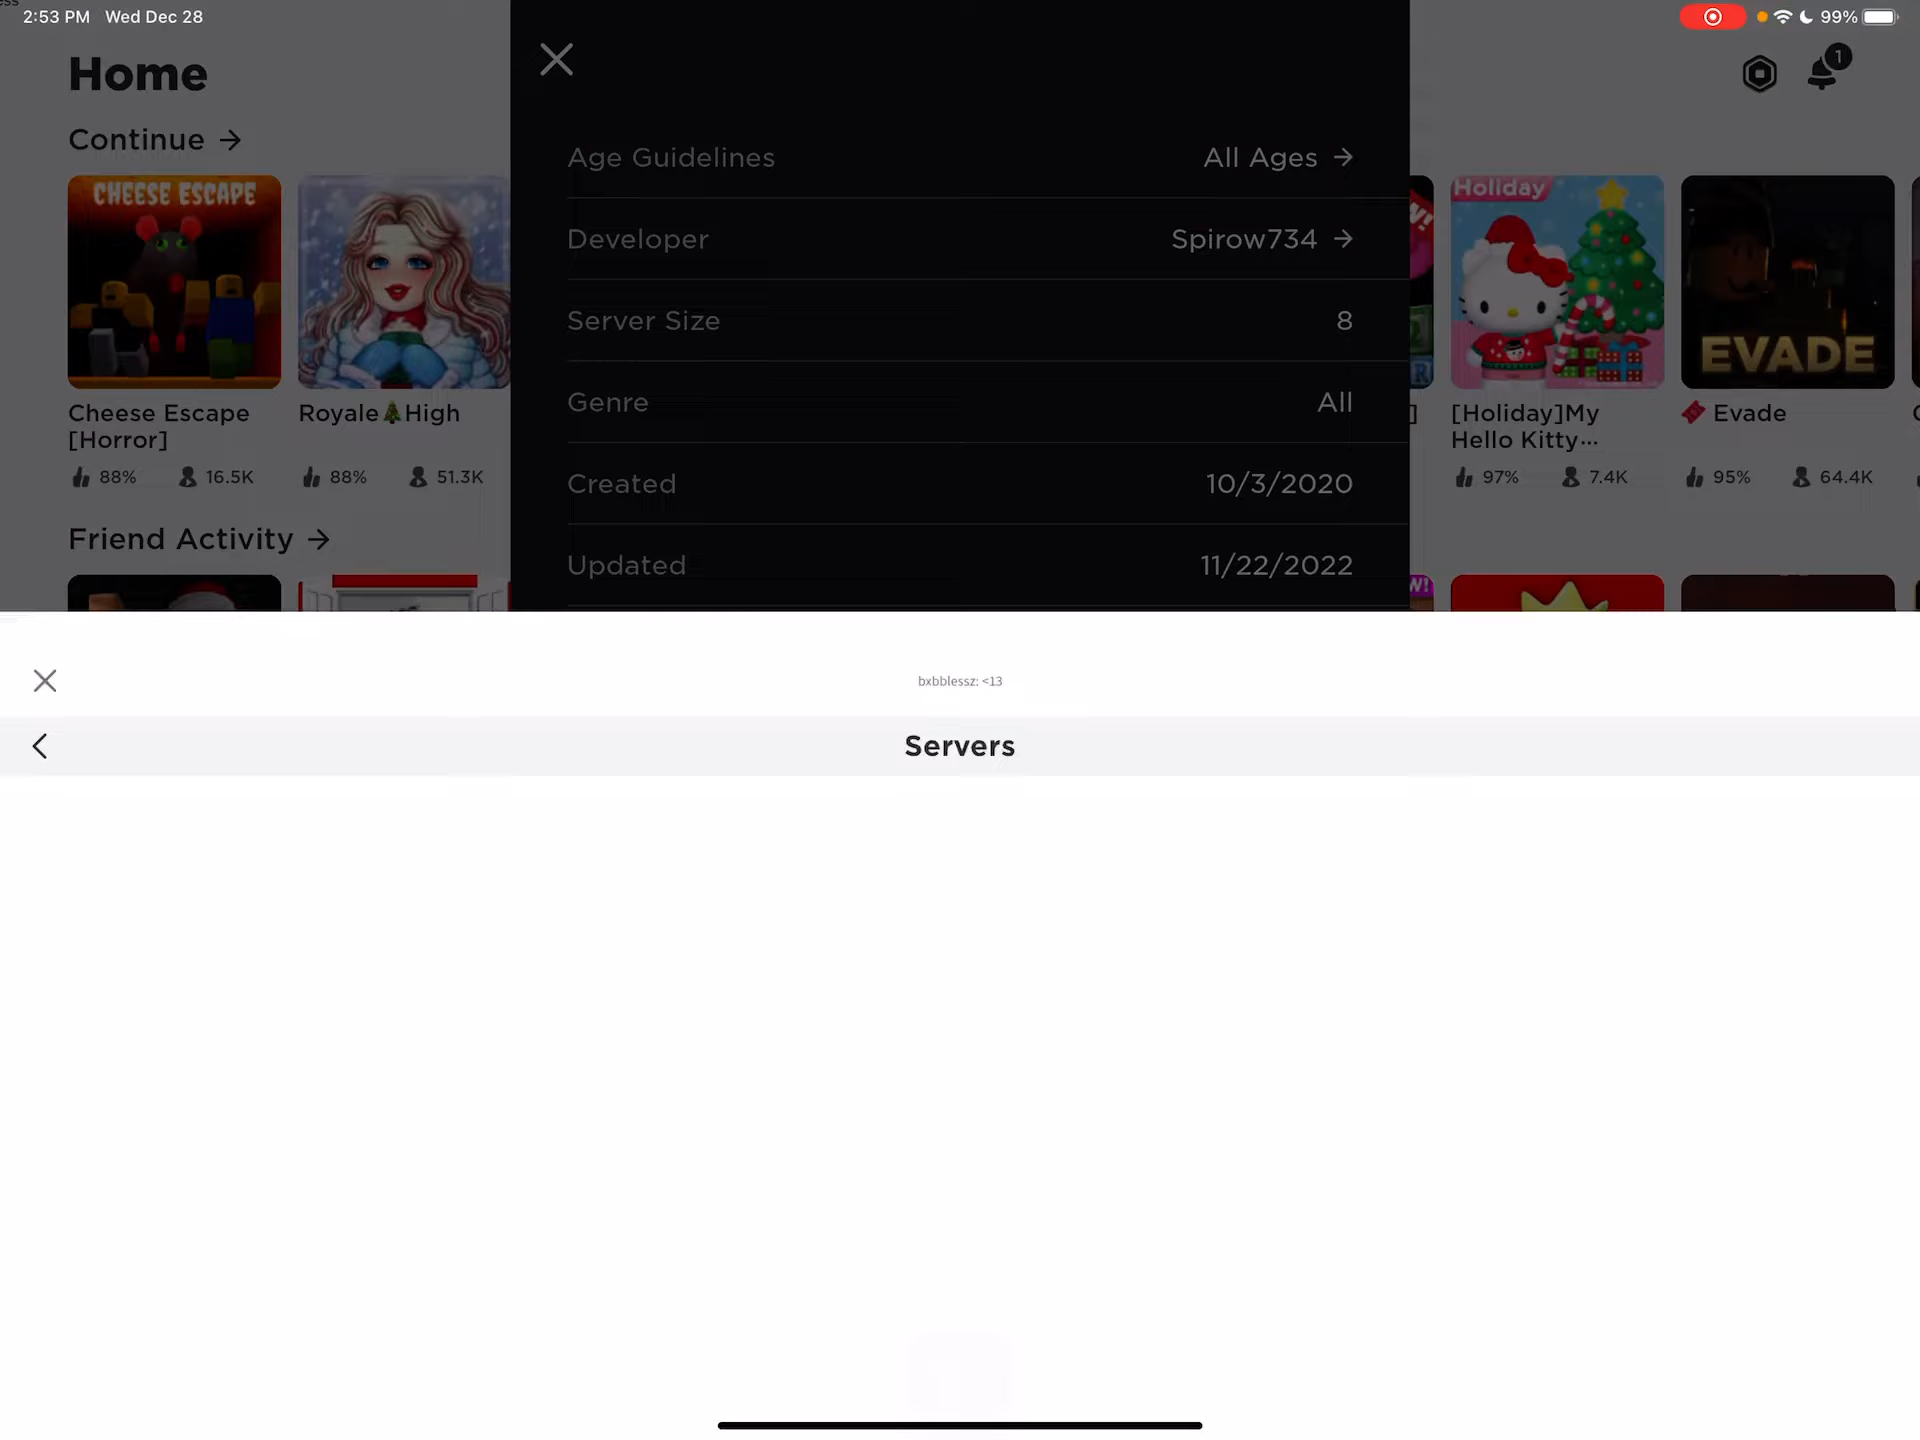 2:53 PM Wed Dec 28
99%
Home
1
Continue →
CHEESE ESCAPE
Holiday
EVADE
Cheese Escape
[Horror]
88% 16.5K
Royale🎄High
88% 51.3K
[Holiday]My
Hello Kitty...
97% 7.4K
Evade
95% 64.4K
Friend Activity →
Age Guidelines All Ages →
Developer Spirow734 →
Server Size 8
Genre All
Created 10/3/2020
Updated 11/22/2022
bxbblessz: <13
Servers